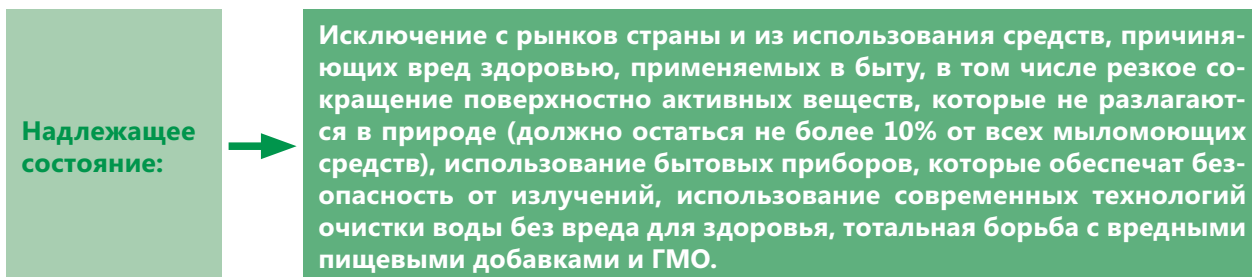 Надлежащее
состояние:
Исключение с рынков страны и из использования средств, причиня-
ющих вред здоровью, применяемых в быту, в том числе резкое со-
кращение поверхностно активных веществ, которые не разлагают-
ся в природе (должно остаться не более 10% от всех мыломоющих
средств), использование бытовых приборов, которые обеспечат без-
опасность от излучений, использование современных технологий
очистки воды без вреда для здоровья, тотальная борьба с вредными
пищевыми добавками и ГМО.